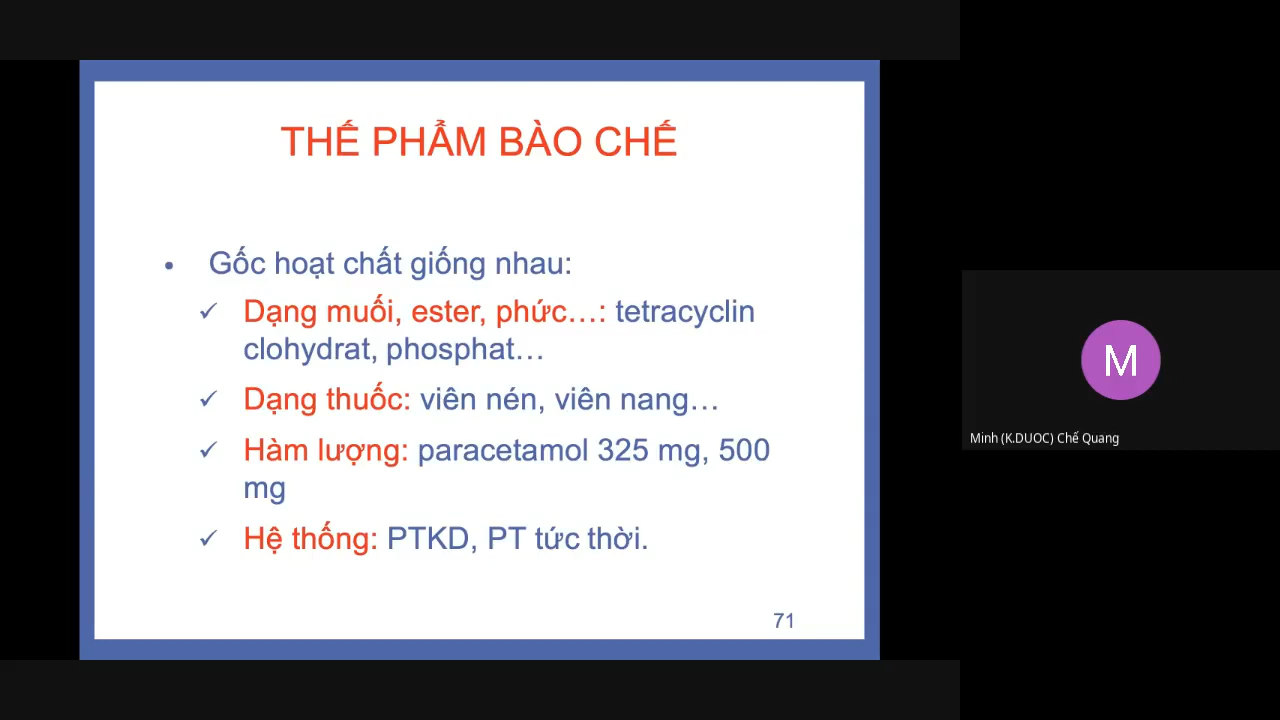 THẾ PHẨM BÀO CHẾ
• Gốc hoạt chất giống nhau:
✓ Dạng muối, ester, phức…: tetracyclin
clohydrat, phosphat…
✓ Dạng thuốc: viên nén, viên nang…
✓ Hàm lượng: paracetamol 325 mg, 500
mg
✓ Hệ thống: PTKD, PT tức thời.
71
M
Minh (K.DUOC) Chế Quang